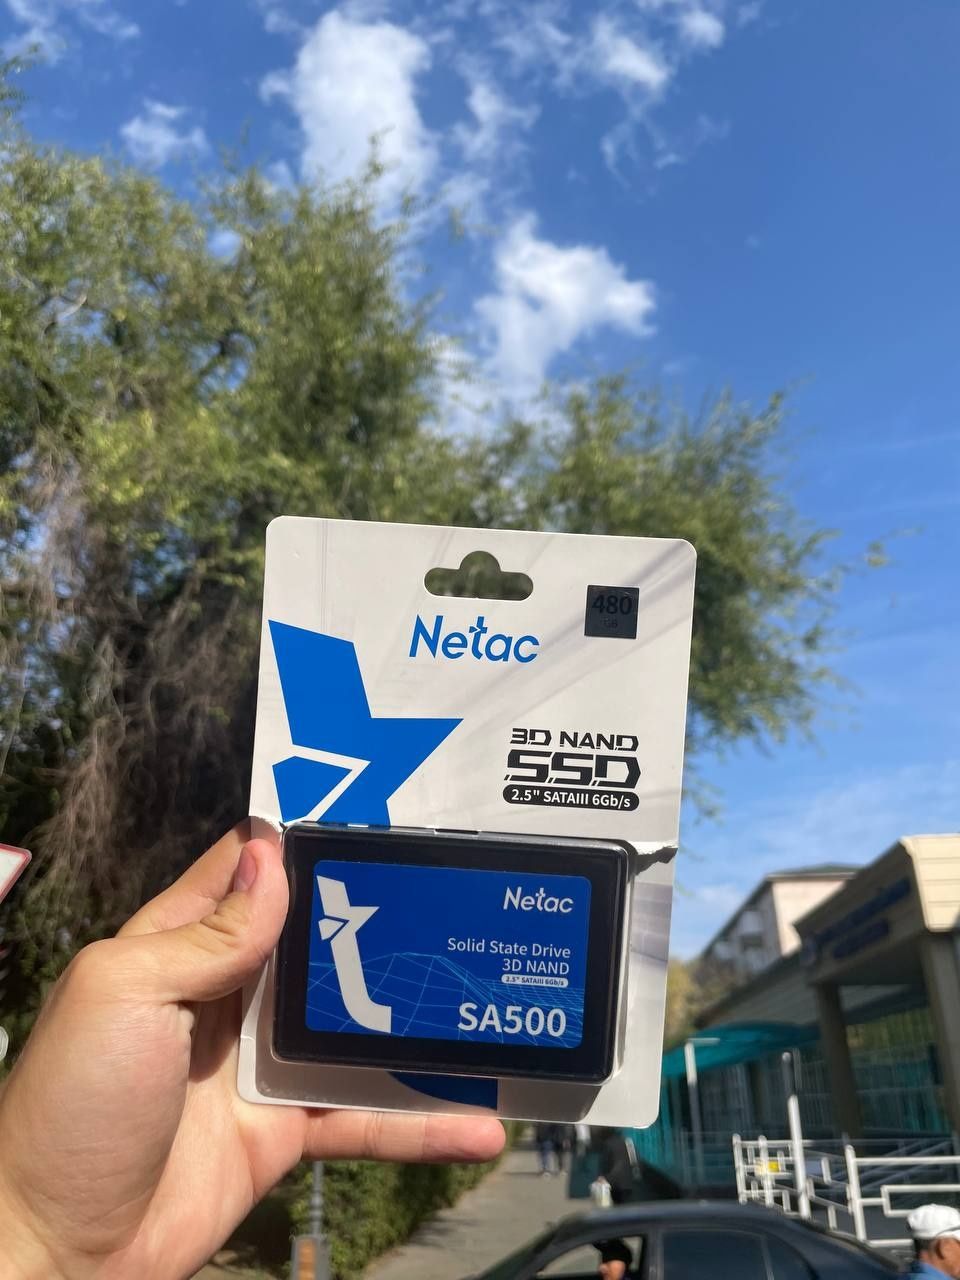 480
GB
Netac
3D NAND
SSD
2.5" SATAIII 6Gb/s
Netac
Solid State Drive
3D NAND
2.5" SATAIII 6Gb/s
SA500